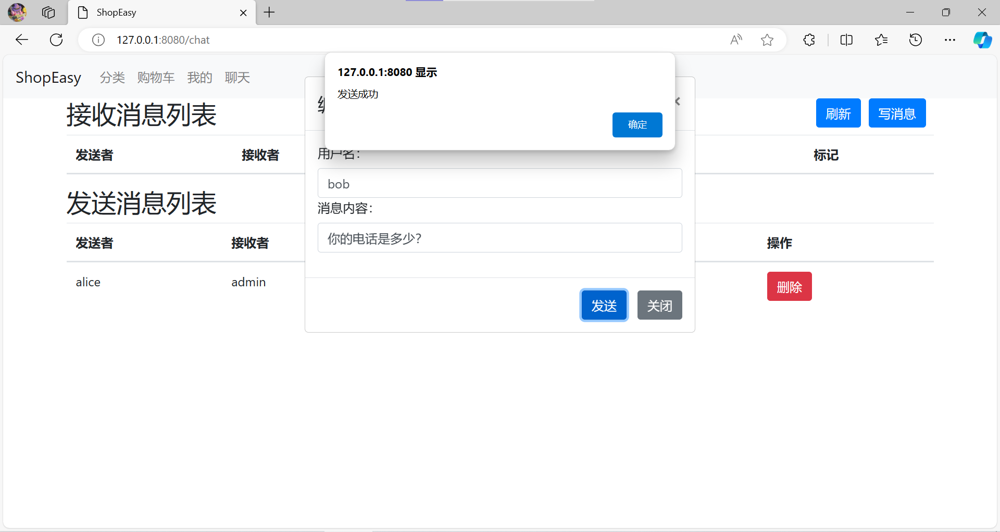 ShopEasy
127.0.0.1:8080/chat
ShopEasy 分类 购物车 我的 聊天
127.0.0.1:8080 显示
发送成功
确定
接收消息列表
刷新 写消息
发送者 接收者 标记
用户名：
bob
消息内容：
你的电话是多少？
发送 关闭
发送消息列表
发送者 接收者 操作
alice admin 删除